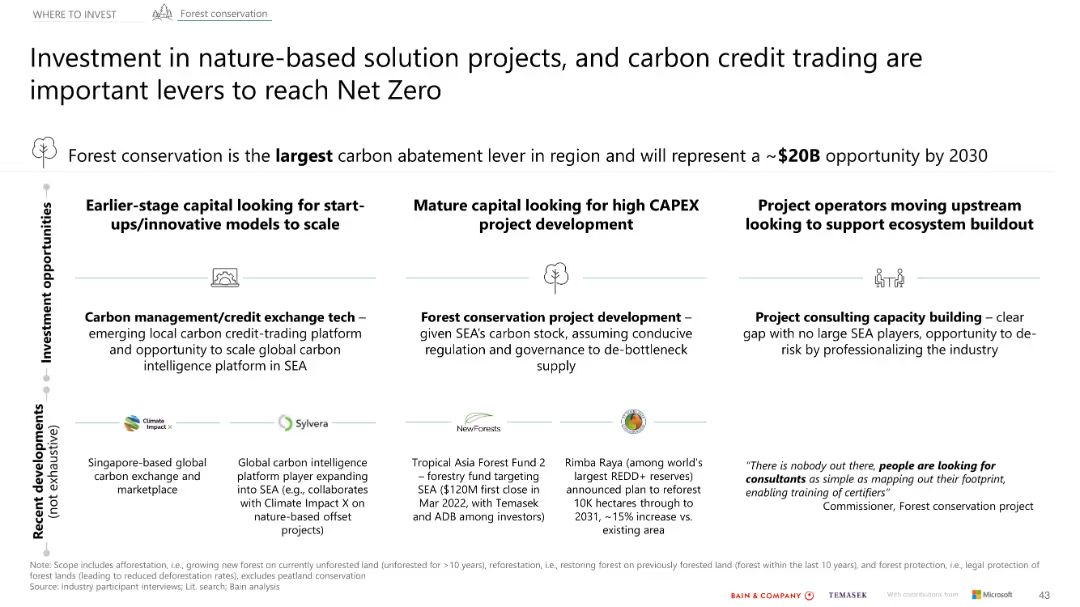 WHERE TO INVEST
Forest conservation
Investment in nature-based solution projects, and carbon credit trading are
important levers to reach Net Zero
Forest conservation is the largest carbon abatement lever in region and will represent a ~$20B opportunity by 2030
Investment opportunities
Earlier-stage capital looking for start-
ups/innovative models to scale
Carbon management/credit exchange tech –
emerging local carbon credit-trading platform
and opportunity to scale global carbon
intelligence platform in SEA
Mature capital looking for high CAPEX
project development
Forest conservation project development –
given SEA's carbon stock, assuming conducive
regulation and governance to de-bottleneck
supply
Project operators moving upstream
looking to support ecosystem buildout
Project consulting capacity building – clear
gap with no large SEA players, opportunity to de-
risk by professionalizing the industry
Recent developments
(not exhaustive)
Climate
Impact X
Singapore-based global
carbon exchange and
marketplace
Sylvera
Global carbon intelligence
platform player expanding
into SEA (e.g., collaborates
with Climate Impact X on
nature-based offset
projects)
NewForests
Tropical Asia Forest Fund 2
– forestry fund targeting
SEA ($120M first close in
Mar 2022, with Temasek
and ADB among investors)
Rimba Raya (among world's
largest REDD+ reserves)
announced plan to reforest
10K hectares through to
2031, ~15% increase vs.
existing area
"There is nobody out there, people are looking for
consultants as simple as mapping out their footprint,
enabling training of certifiers"
Commissioner, Forest conservation project
Note: Scope includes afforestation, i.e., growing new forest on currently unforested land (unforested for >10 years), reforestation, i.e., restoring forest on previously forested land (forest within the last 10 years), and forest protection, i.e., legal protection of
forest lands (leading to reduced deforestation rates), excludes peatland conservation
Source: industry participant interviews; Lit. search; Bain analysis
BAIN & COMPANY
TEMASEK
With contributions from
Microsoft
43